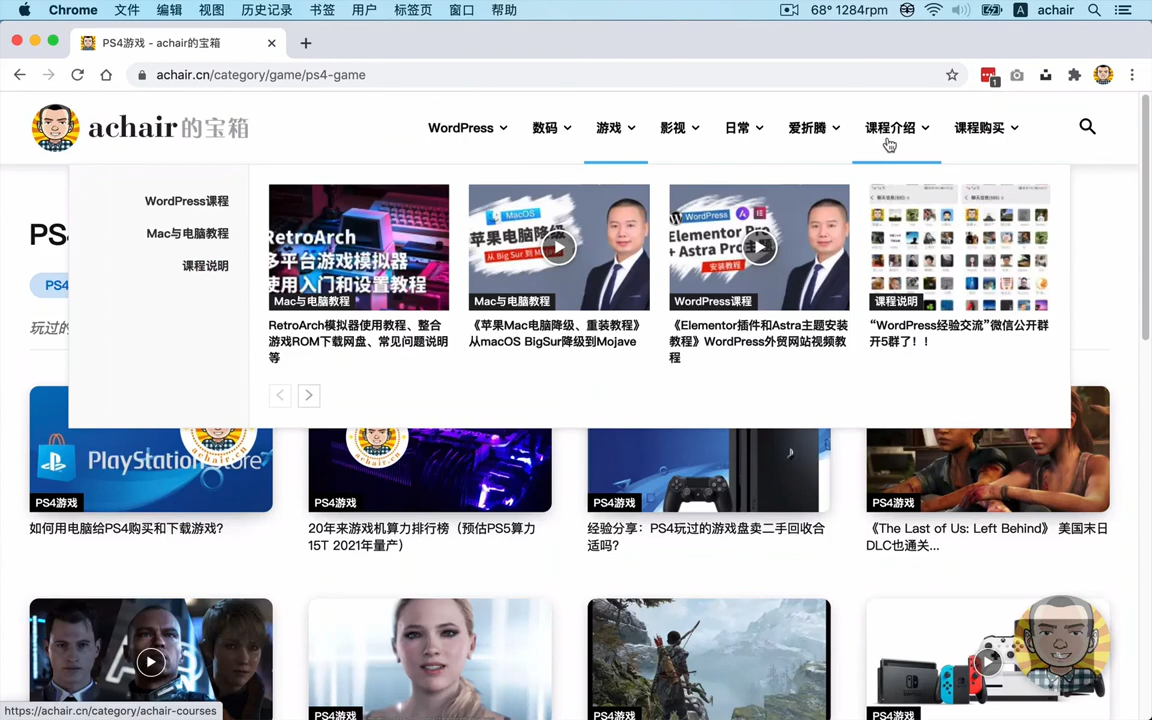 Chrome 文件 编辑 视图 历史记录 书签 用户 标签页 窗口 帮助 68° 1284rpm A achair
PS4游戏 - achair的宝箱
achair.cn/category/game/ps4-game 1
achair的宝箱 WordPress 数码 游戏 影视 日常 爱折腾 课程介绍 课程购买
WordPress课程
Mac与电脑教程
课程说明
RetroArch
多平台游戏模拟器
使用入门和设置教程
Mac与电脑教程
RetroArch模拟器使用教程、整合
游戏ROM下载网盘、常见问题说明
等
MacOS
苹果电脑降级
Mac与电脑教程
《苹果Mac电脑降级、重装教程》
从macOS BigSur降级到Mojave
WordPress
Elementor Pro
+ Astra Pro
安装教程
WordPress课程
《Elementor插件和Astra主题安装
教程》WordPress外贸网站视频教
程
课程说明
“WordPress经验交流”微信公开群
开5群了！！
PS4
玩过的
PlayStation Store
achair.cn
PS4游戏
如何用电脑给PS4购买和下载游戏?
achair.cn
PS4游戏
20年来游戏机算力排行榜（预估PS5算力
15T 2021年量产）
PS4游戏
经验分享：PS4玩过的游戏盘卖二手回收合
适吗?
PS4游戏
《The Last of Us: Left Behind》 美国末日
DLC也通关...
PS4游戏
PS4游戏
PS4游戏
https://achair.cn/category/achair-courses